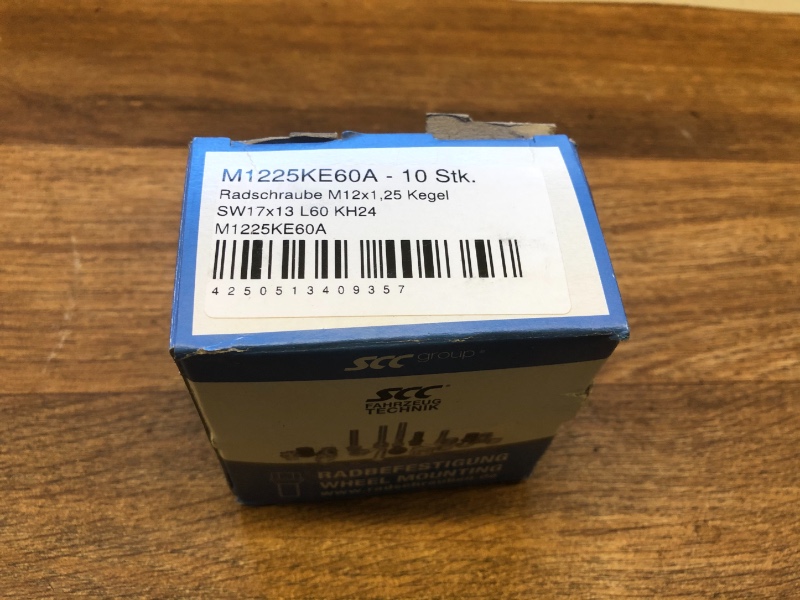 M1225KE60A - 10 Stk.
Radschraube M12x1,25 Kegel
SW17x13 L60 KH24
M1225KE60A
4250513409357
SCC group
SCC
FAHRZEUG
TECHNIK
RADBEFESTIGUNG
WHEEL MOUNTING